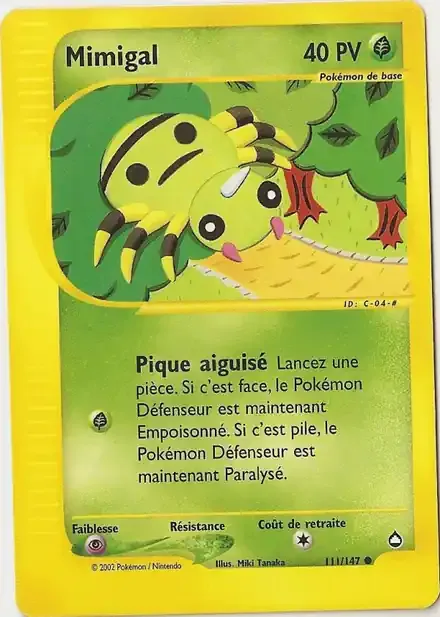 Mimigal 40 PV
Pokémon de base
ID: C-04-#
Pique aiguisé Lancez une
pièce. Si c'est face, le Pokémon
Défenseur est maintenant
Empoisonné. Si c'est pile, le
Pokémon Défenseur est
maintenant Paralysé.
Faiblesse Résistance Coût de retraite
© 2002 Pokémon / Nintendo Illus. Miki Tanaka 111/147